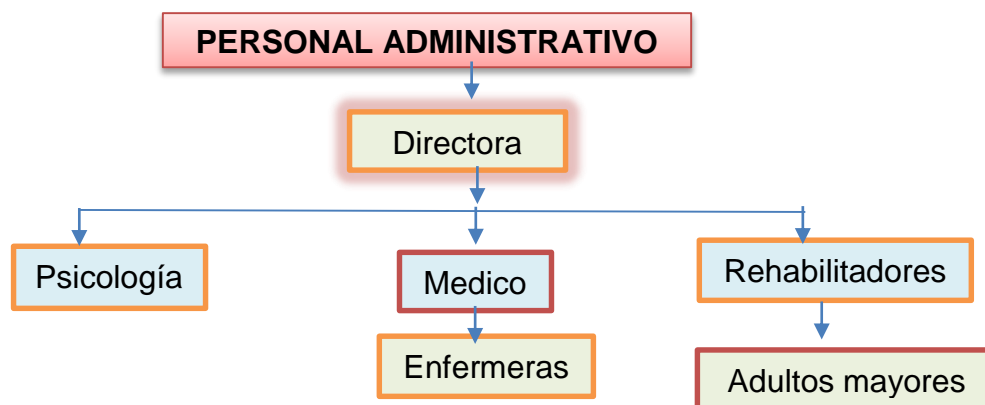 PERSONAL ADMINISTRATIVO
Directora
Psicología
Medico
Rehabilitadores
Enfermeras
Adultos mayores